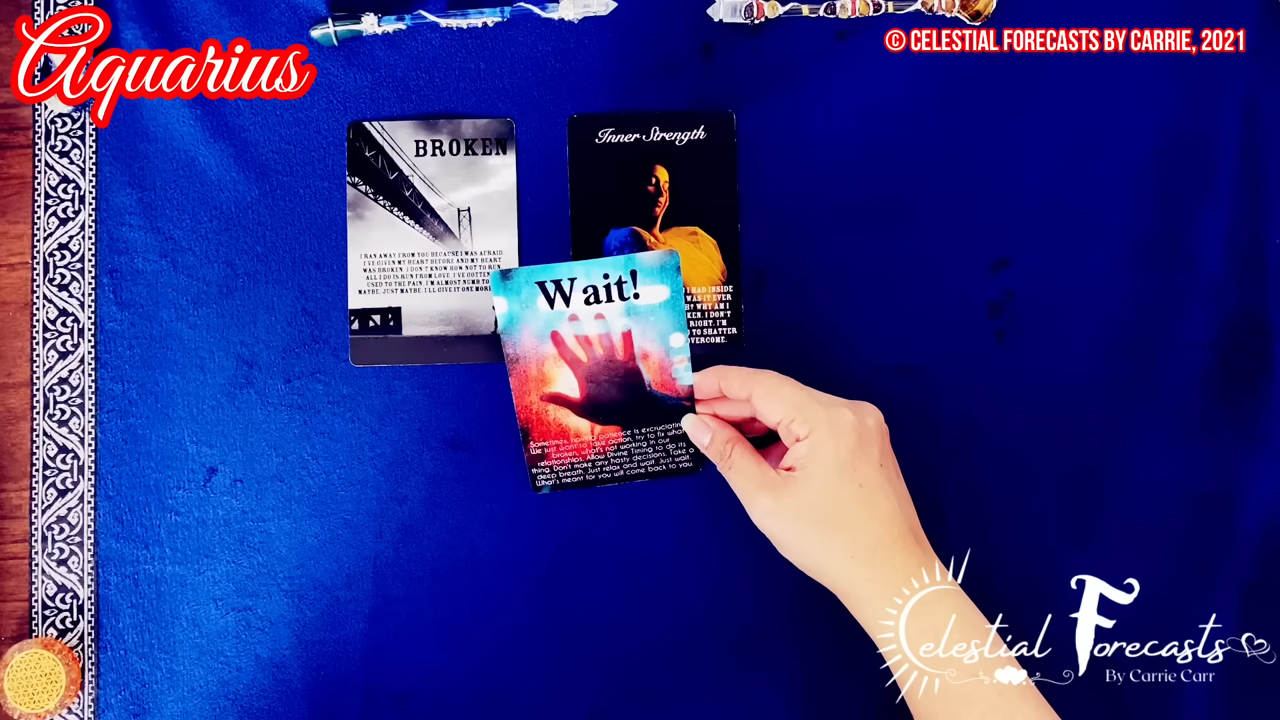 Aquarius
© CELESTIAL FORECASTS BY CARRIE, 2021
BROKEN
I RAN AWAY FROM YOU BECAUSE I WAS AFRAID.
I'VE GIVEN MY HEART BEFORE AND MY HEART
WAS BROKEN. I DON'T KNOW HOW NOT TO RUN.
ALL I DO IS RUN FROM LOVE. I'VE GOTTEN
USED TO THE PAIN. I'M ALMOST NUMB TO
MAYBE, JUST MAYBE, I'LL GIVE IT ONE MORE
Inner Strength
I HAD INSIDE
WAS IT EVER
WHY AM I
I DON'T
RIGHT. I'M
TO SHATTER
OVERCOME.
Wait!
Sometimes, having patience is excruciating.
We just want to take action, try to fix what's
broken, what's not working in our
relationships. Allow Divine Timing to do its
thing. Don't make any hasty decisions. Take a
deep breath. Just relax and wait. Just wait.
What's meant for you will come back to you.
Celestial Forecasts
By Carrie Carr